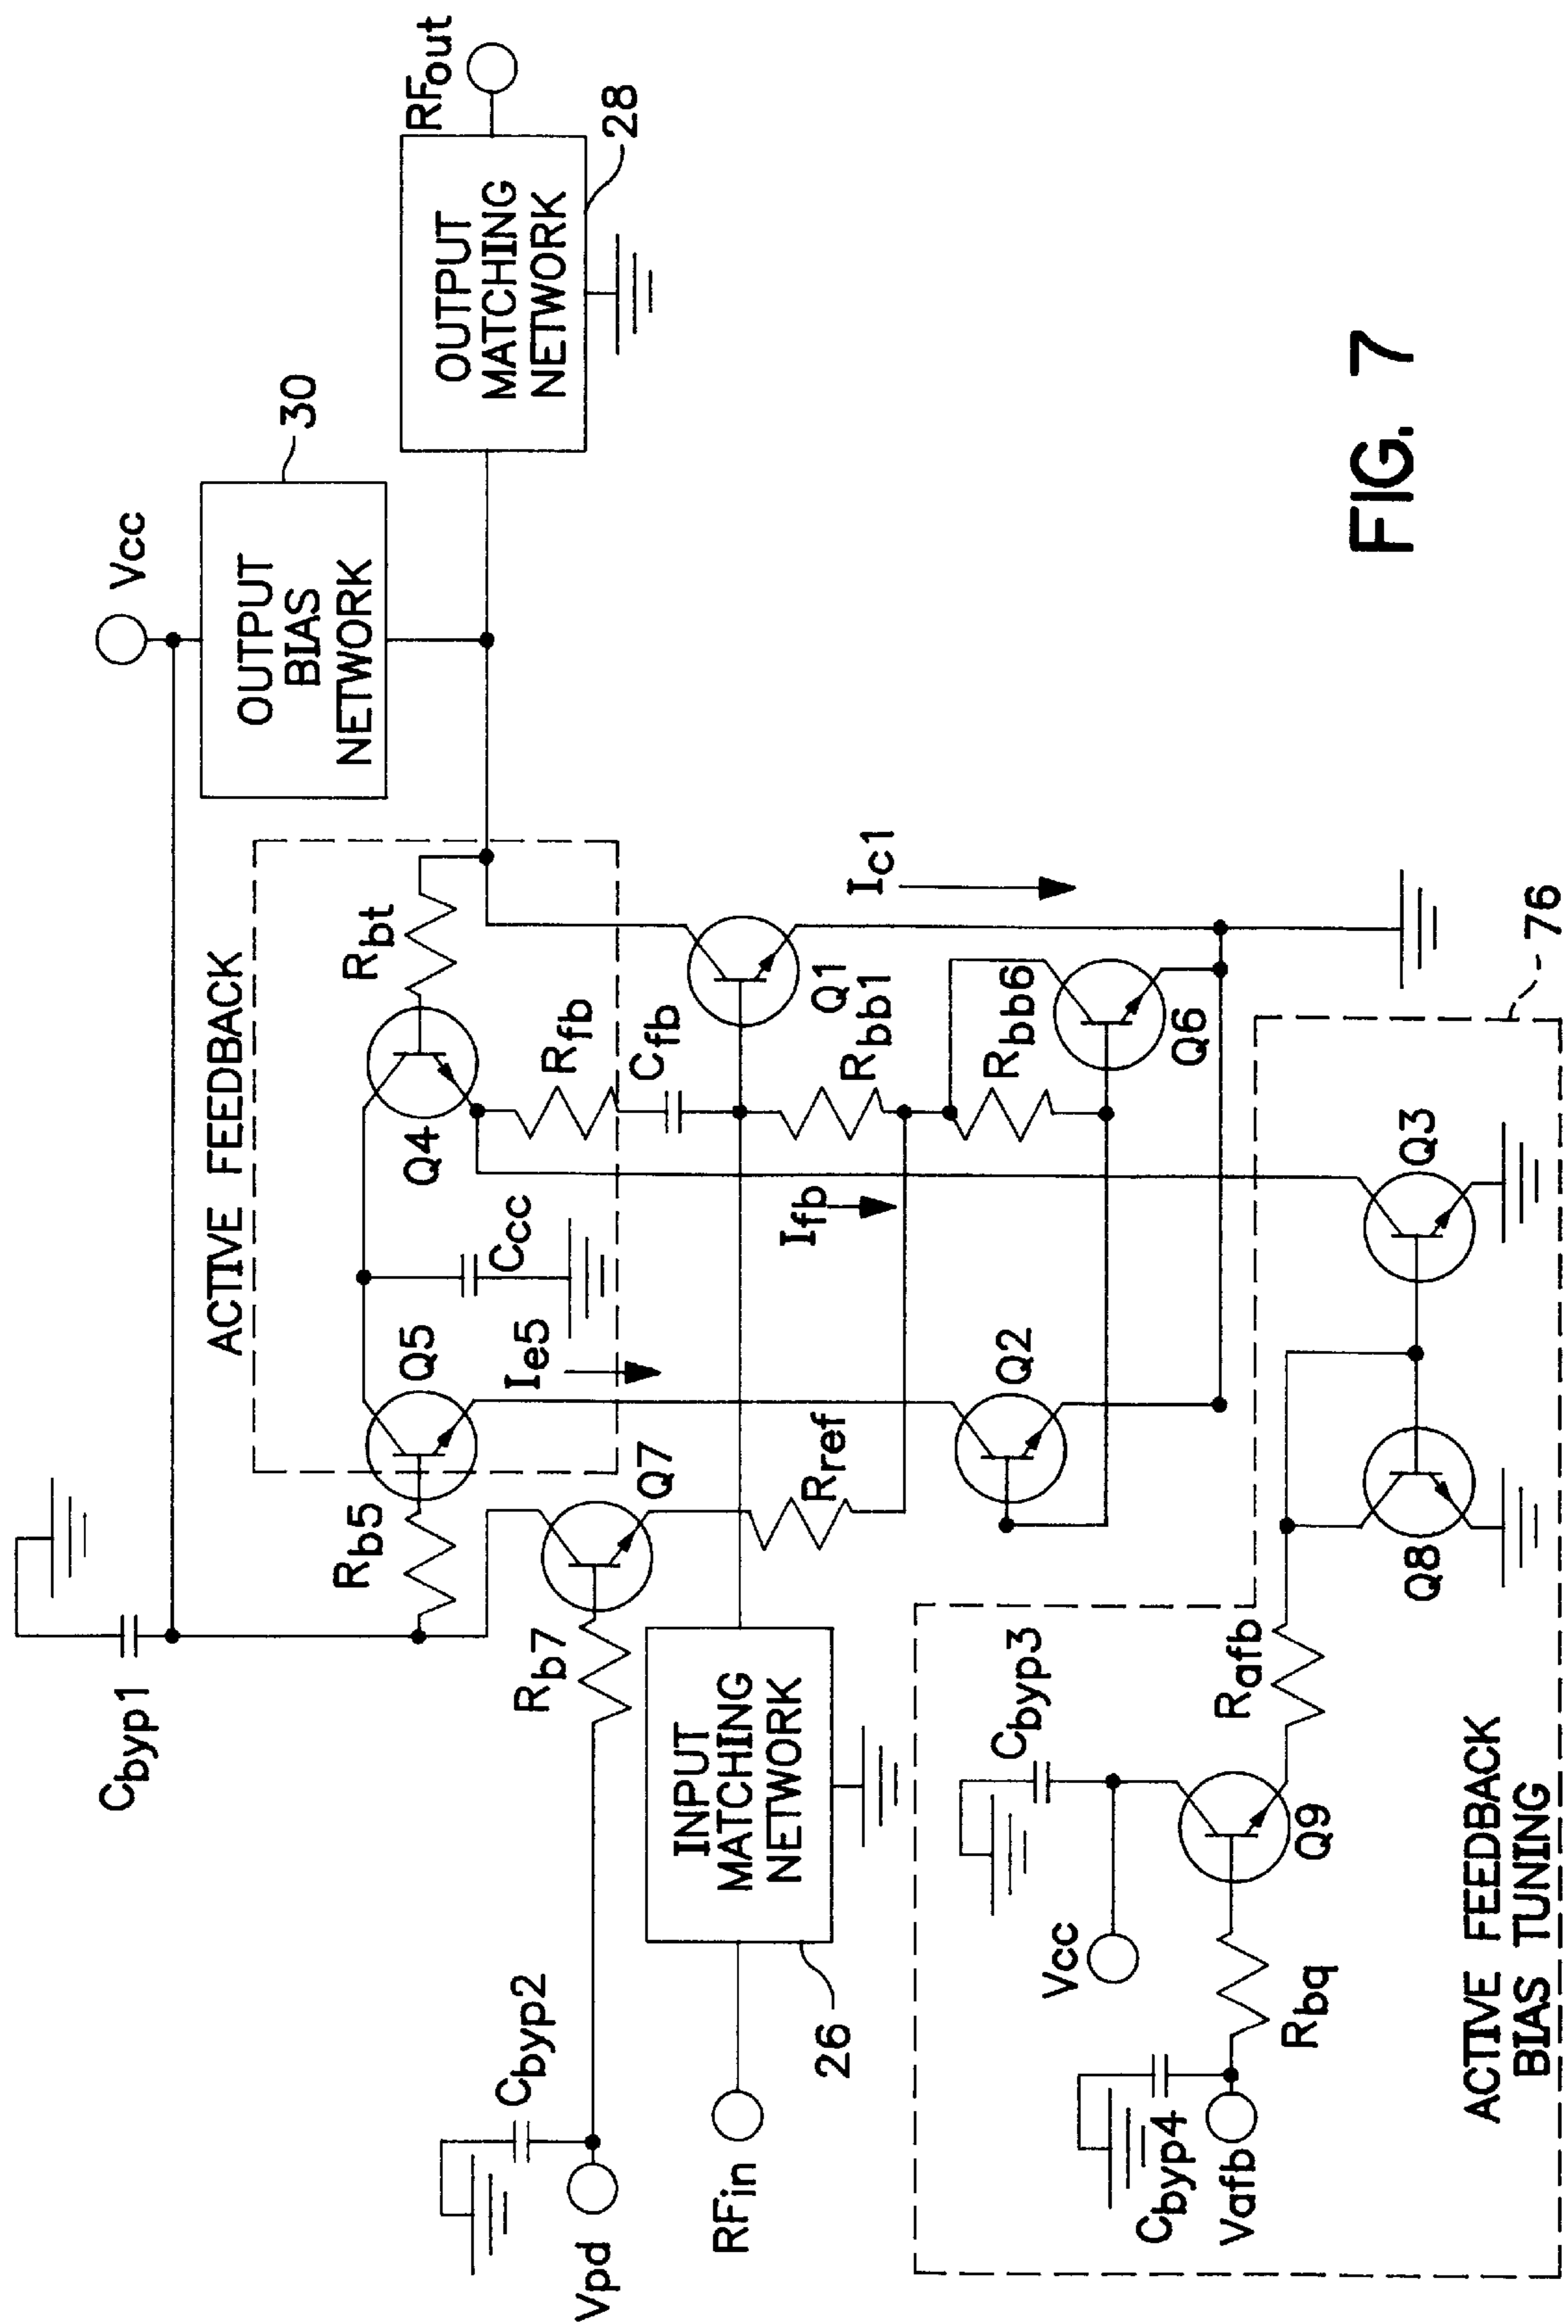 Vcc
30
OUTPUT
BIAS
NETWORK
RFout
OUTPUT
MATCHING
NETWORK
28
ACTIVE FEEDBACK
Cbyp1
Rb5
Q5
Ie5
Ccc
Q4
Rbt
Rfb
Cfb
Q1
Ic1
Vpd
Cbyp2
Rb7
Q7
Rref
Ifb
Rbb1
Rbb6
Q6
Q2
RFin
INPUT
MATCHING
NETWORK
26
Vcc
Cbyp3
Q9
Rafb
Rbq
Cbyp4
Vafb
Q8
Q3
76
ACTIVE FEEDBACK
BIAS TUNING
FIG. 7